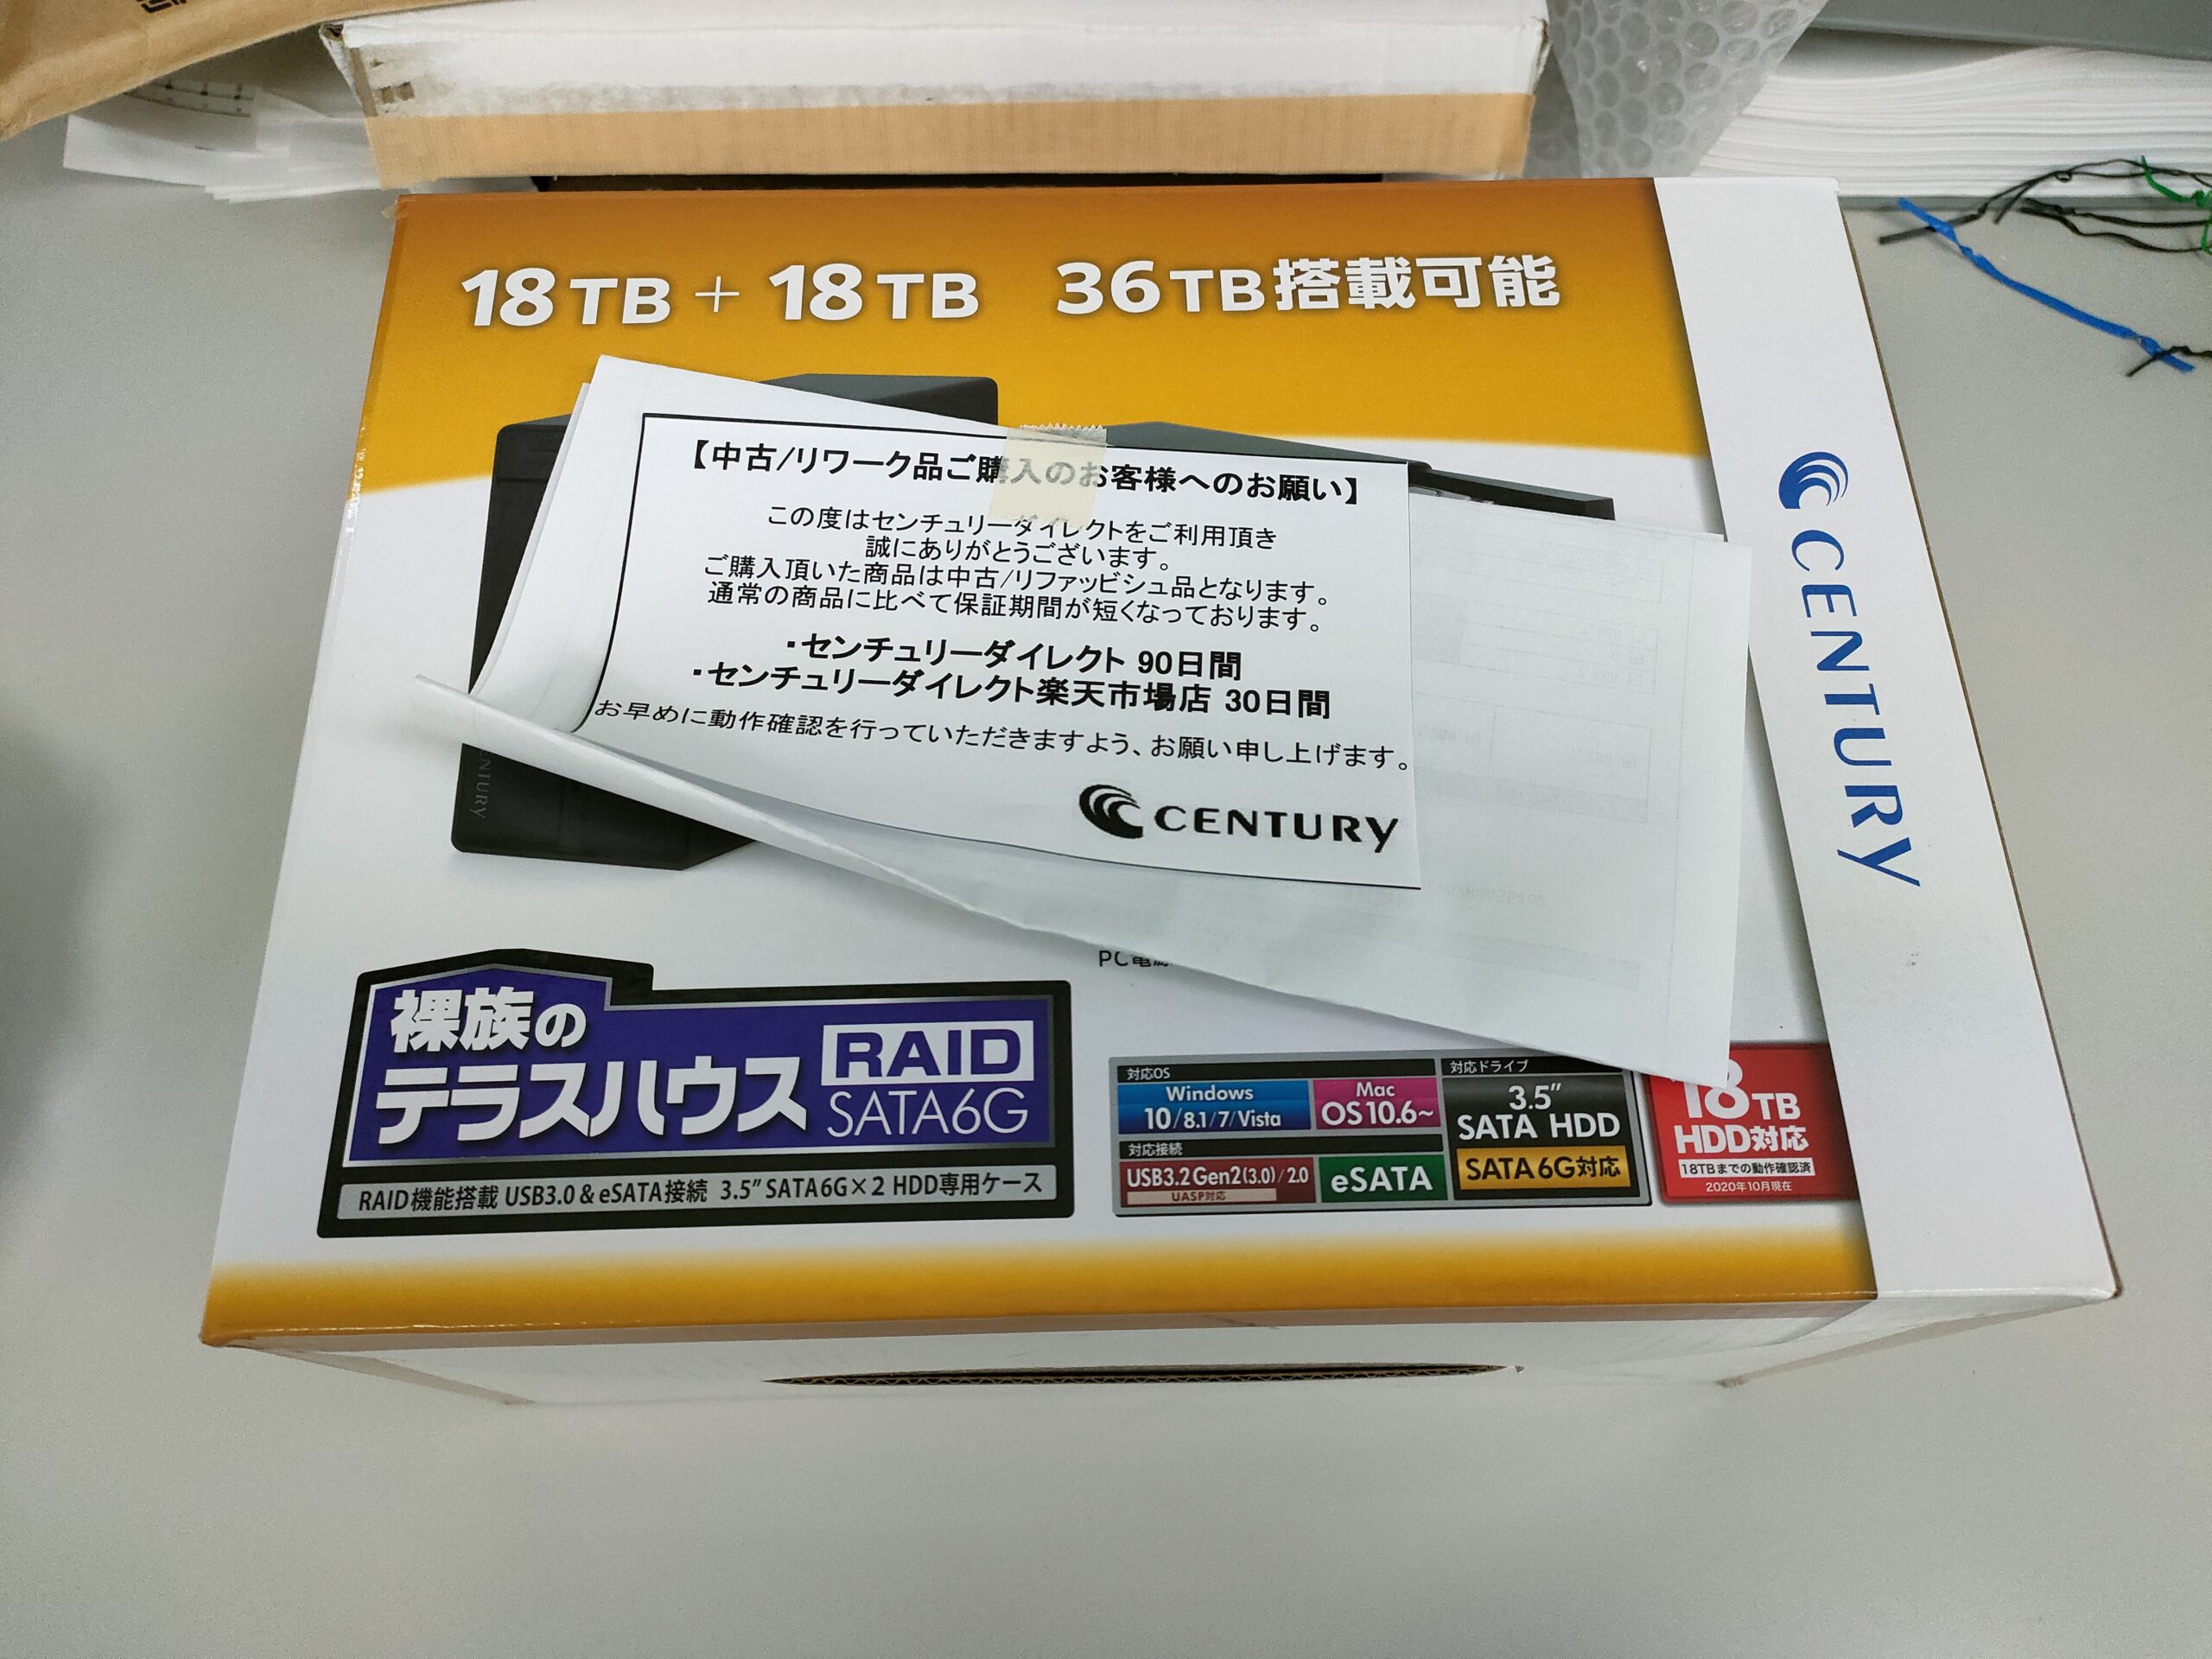 18TB + 18TB 36TB搭載可能
【中古/リワーク品ご購入のお客様へのお願い】
この度はセンチュリーダイレクトをご利用頂き
誠にありがとうございます。
ご購入頂いた商品は中古/リファッビシュ品となります。
通常の商品に比べて保証期間が短くなっております。
・センチュリーダイレクト 90日間
・センチュリーダイレクト楽天市場店 30日間
お早めに動作確認を行っていただきますよう、お願い申し上げます。
CENTURY
CENTURY
PC電源
裸族の
テラスハウス
RAID
SATA6G
RAID機能搭載 USB3.0&eSATA接続 3.5"SATA6G×2 HDD専用ケース
対応OS
Windows
10/8.1/7/Vista
Mac
OS10.6~
対応接続
USB3.2Gen2(3.0)/2.0
UASP対応
eSATA
対応ドライブ
3.5"
SATA HDD
SATA6G対応
18TB
HDD対応
18TBまでの動作確認済
2020年10月現在